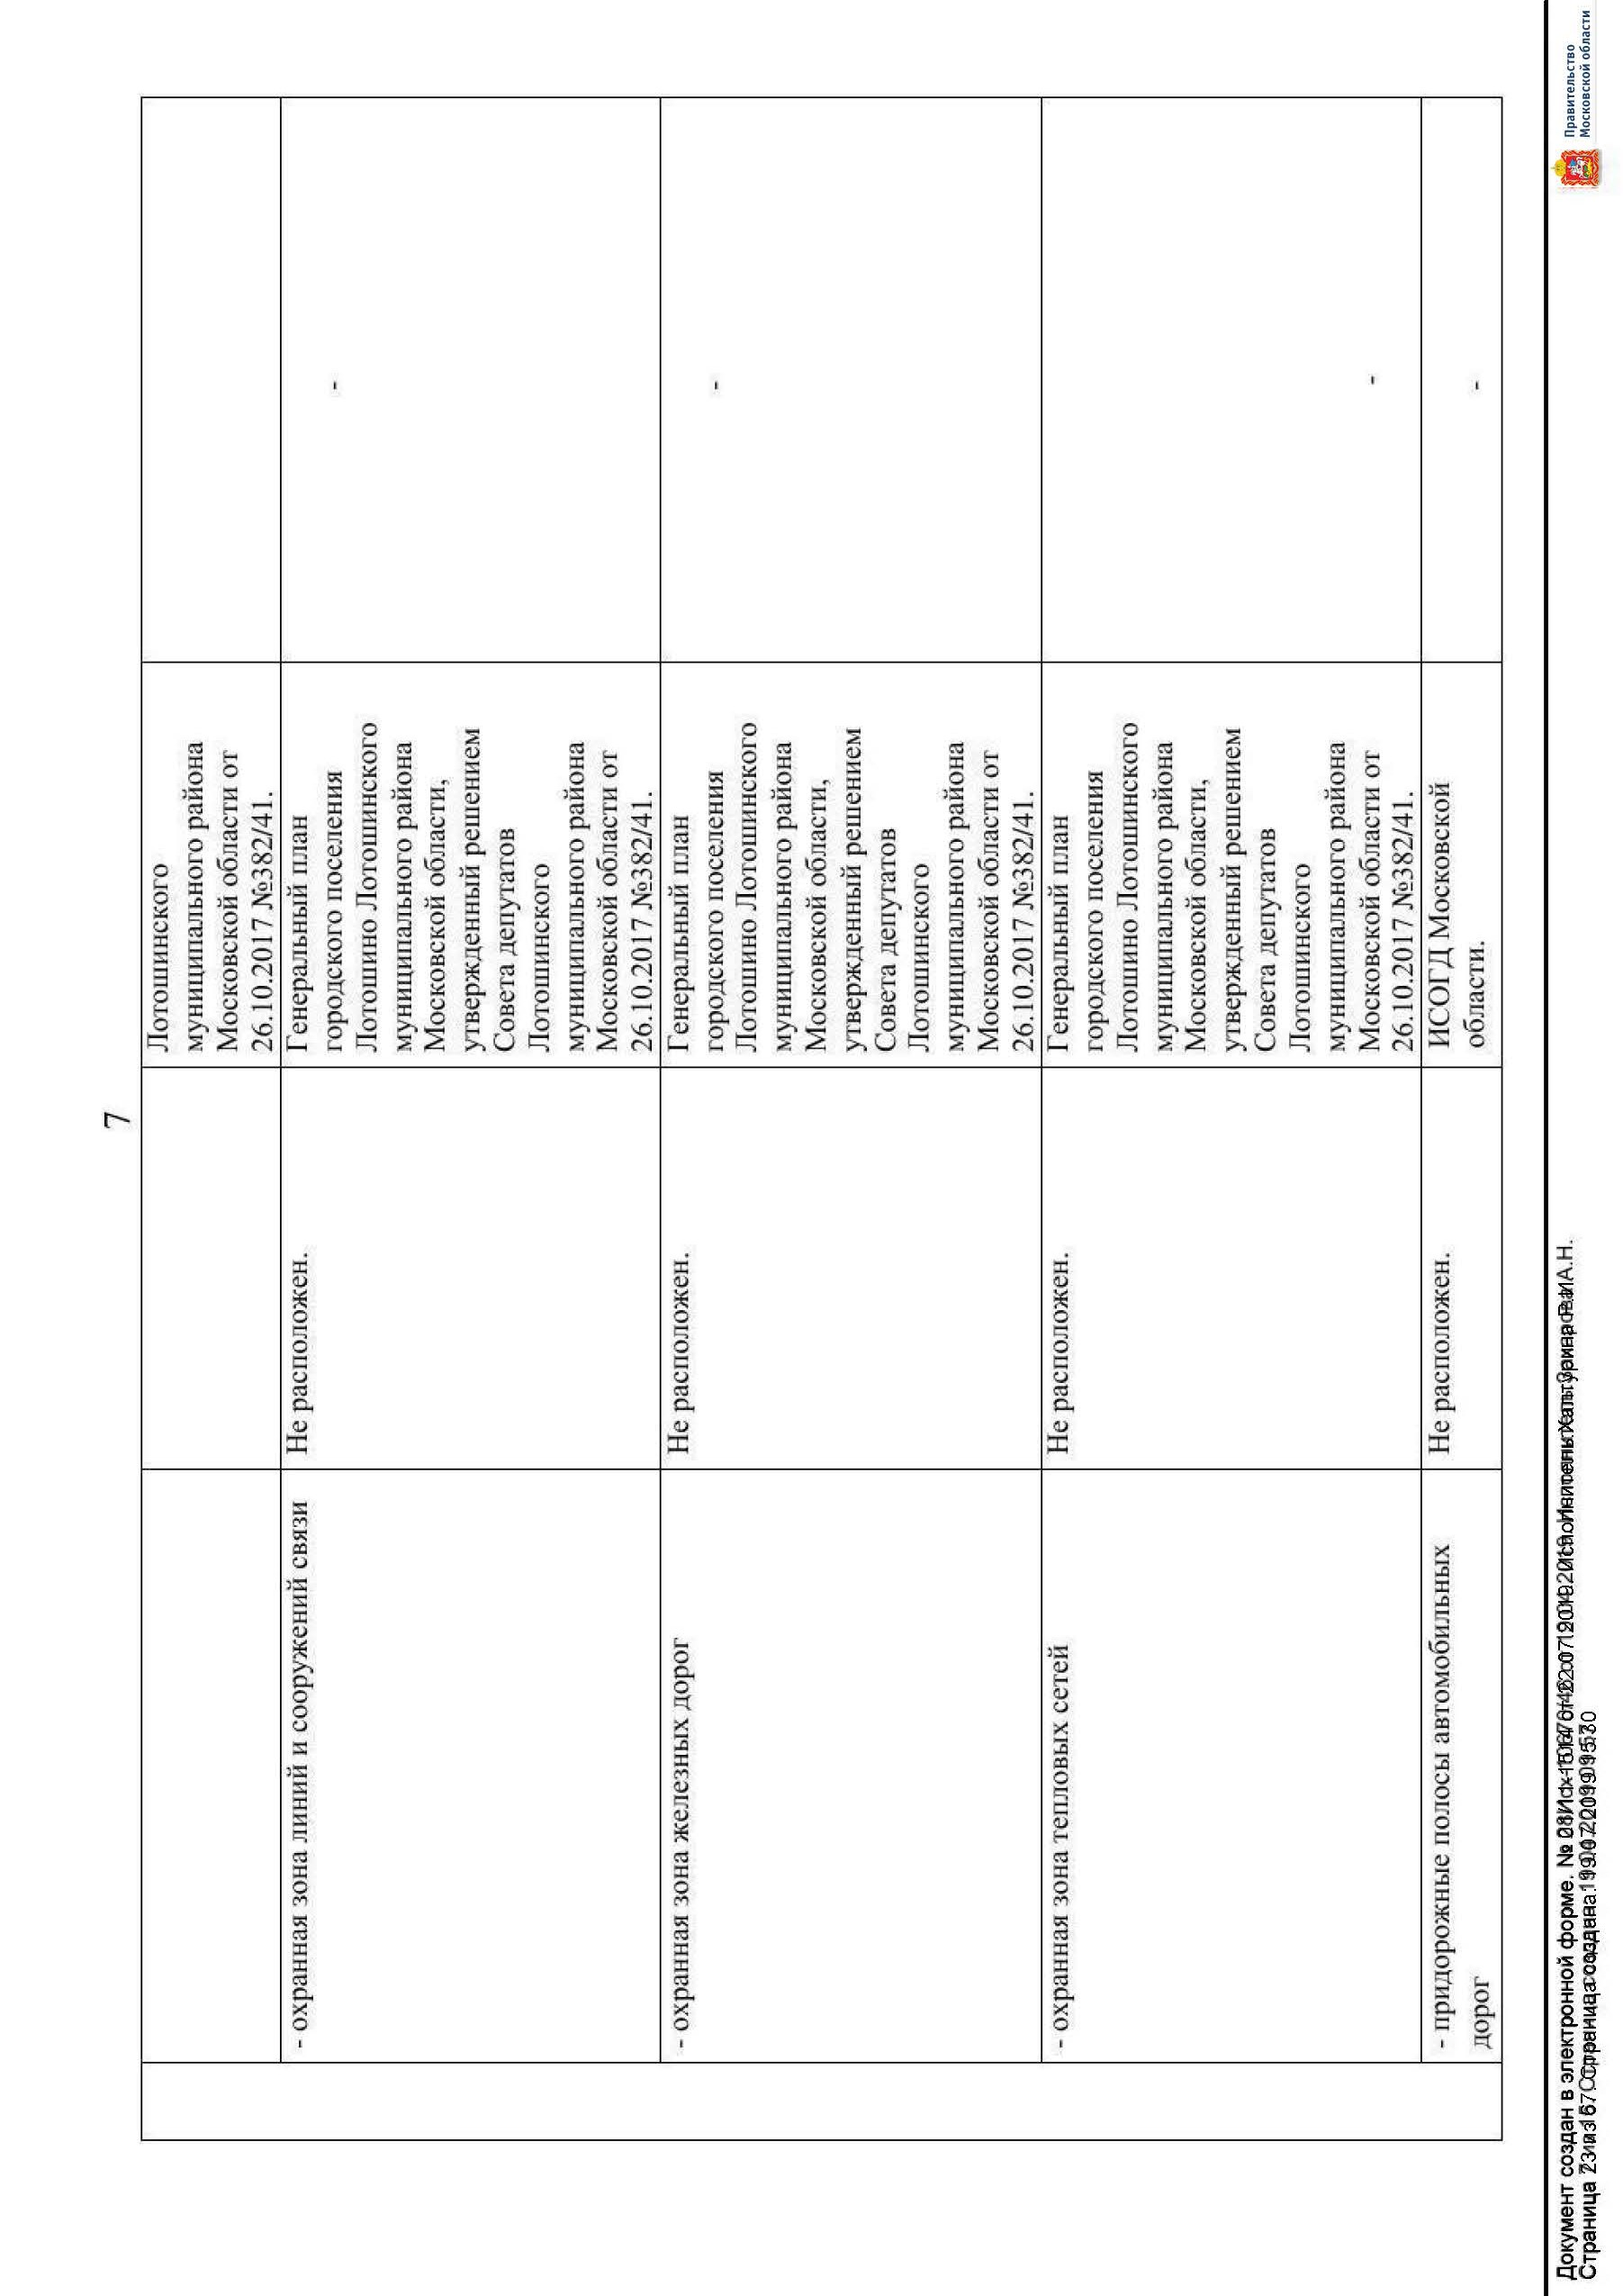 7
Лотошинского
муниципального района
Московской области от
26.10.2017 №382/41.
- охранная зона линий и сооружений связи
Не расположен.
Генеральный план
городского поселения
Лотошино Лотошинского
муниципального района
Московской области,
утвержденный решением
Совета депутатов
Лотошинского
муниципального района
Московской области от
26.10.2017 №382/41.
-
- охранная зона железных дорог
Не расположен.
Генеральный план
городского поселения
Лотошино Лотошинского
муниципального района
Московской области,
утвержденный решением
Совета депутатов
Лотошинского
муниципального района
Московской области от
26.10.2017 №382/41.
-
- охранная зона тепловых сетей
Не расположен.
Генеральный план
городского поселения
Лотошино Лотошинского
муниципального района
Московской области,
утвержденный решением
Совета депутатов
Лотошинского
муниципального района
Московской области от
26.10.2017 №382/41.
-
- придорожные полосы автомобильных
дорог
Не расположен.
ИСОГД Московской
области.
-
Документ создан в электронной форме. №
Страница
Правительство
Московской области